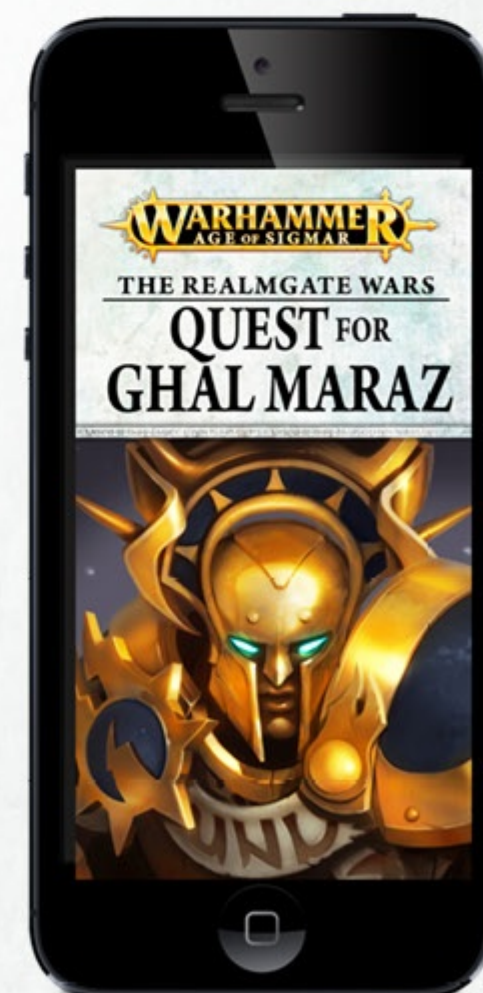 WARHAMMER
AGE OF SIGMAR
THE REALMGATE WARS
QUEST FOR
GHAL MARAZ